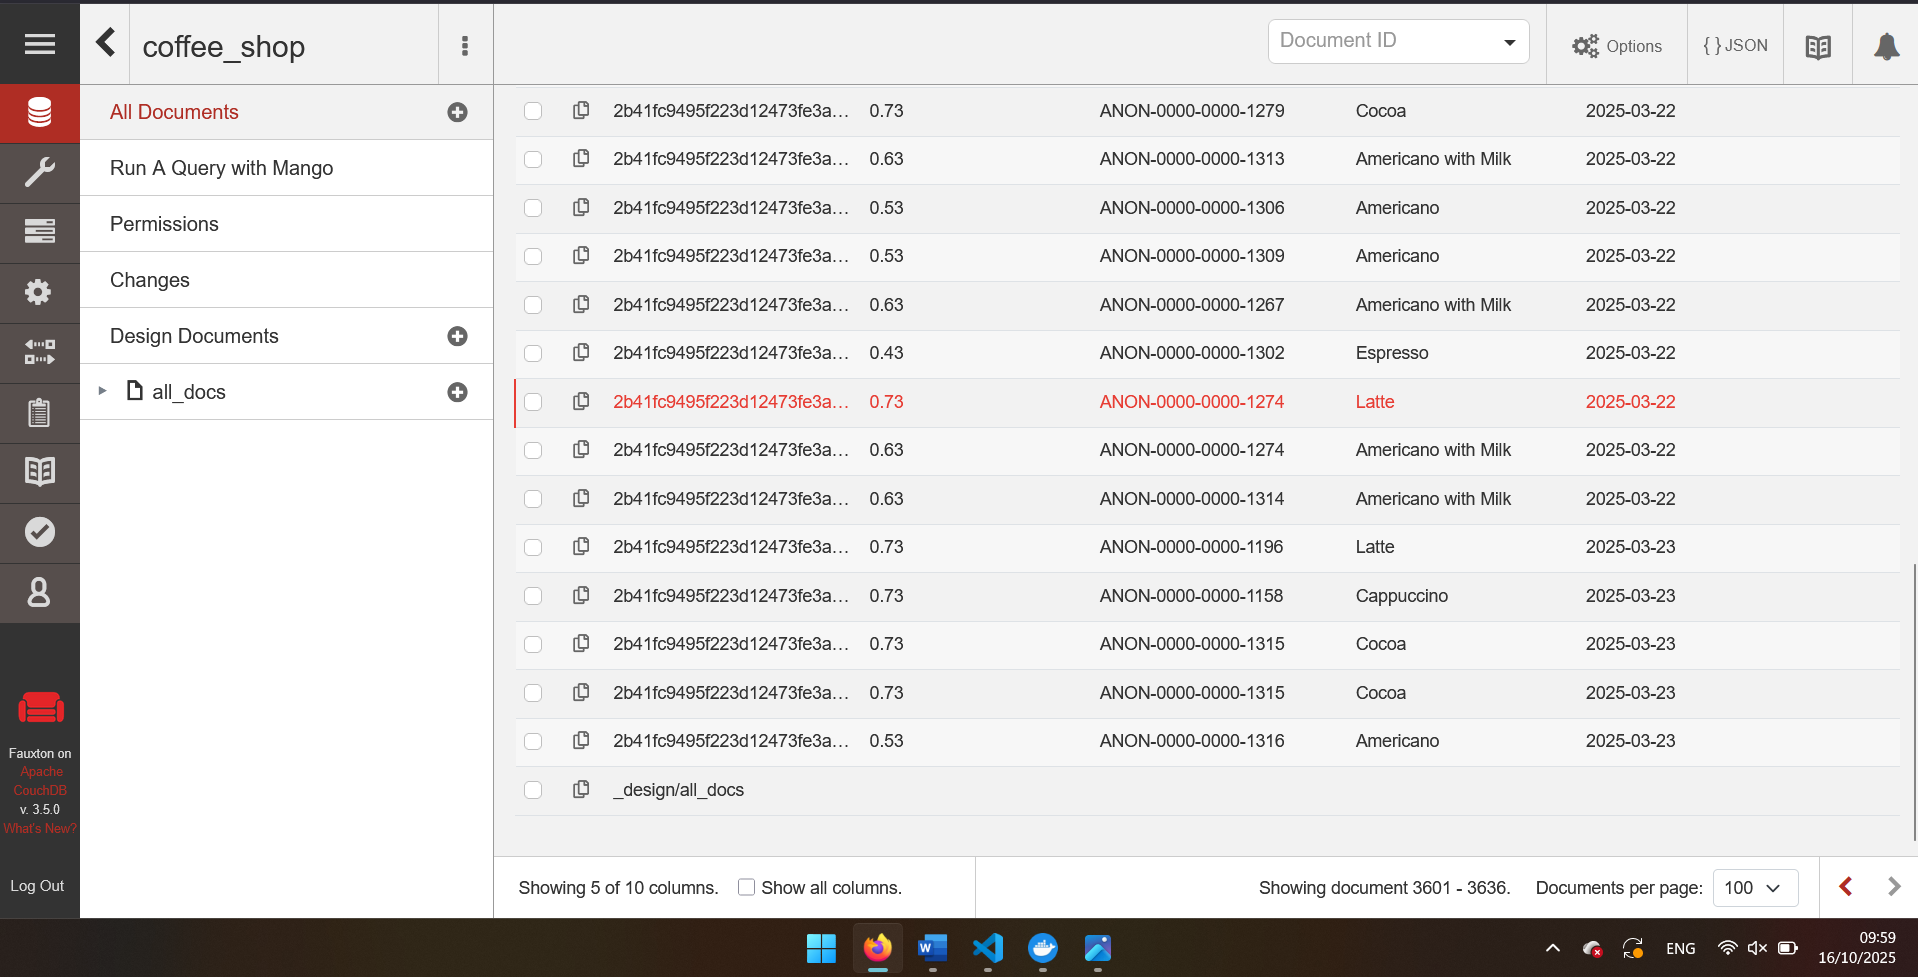 coffee_shop
Document ID
Options
{ } JSON
All Documents
Run A Query with Mango
Permissions
Changes
Design Documents
all_docs
2b41fc9495f223d12473fe3a... 0.73 ANON-0000-0000-1279 Cocoa 2025-03-22
2b41fc9495f223d12473fe3a... 0.63 ANON-0000-0000-1313 Americano with Milk 2025-03-22
2b41fc9495f223d12473fe3a... 0.53 ANON-0000-0000-1306 Americano 2025-03-22
2b41fc9495f223d12473fe3a... 0.53 ANON-0000-0000-1309 Americano 2025-03-22
2b41fc9495f223d12473fe3a... 0.63 ANON-0000-0000-1267 Americano with Milk 2025-03-22
2b41fc9495f223d12473fe3a... 0.43 ANON-0000-0000-1302 Espresso 2025-03-22
2b41fc9495f223d12473fe3a... 0.73 ANON-0000-0000-1274 Latte 2025-03-22
2b41fc9495f223d12473fe3a... 0.63 ANON-0000-0000-1274 Americano with Milk 2025-03-22
2b41fc9495f223d12473fe3a... 0.63 ANON-0000-0000-1314 Americano with Milk 2025-03-22
2b41fc9495f223d12473fe3a... 0.73 ANON-0000-0000-1196 Latte 2025-03-23
2b41fc9495f223d12473fe3a... 0.73 ANON-0000-0000-1158 Cappuccino 2025-03-23
2b41fc9495f223d12473fe3a... 0.73 ANON-0000-0000-1315 Cocoa 2025-03-23
2b41fc9495f223d12473fe3a... 0.73 ANON-0000-0000-1315 Cocoa 2025-03-23
2b41fc9495f223d12473fe3a... 0.53 ANON-0000-0000-1316 Americano 2025-03-23
_design/all_docs
Fauxton on
Apache
CouchDB
v. 3.5.0
What's New?
Log Out
Showing 5 of 10 columns. Show all columns. Showing document 3601 - 3636. Documents per page: 100
W
ENG
09:59
16/10/2025